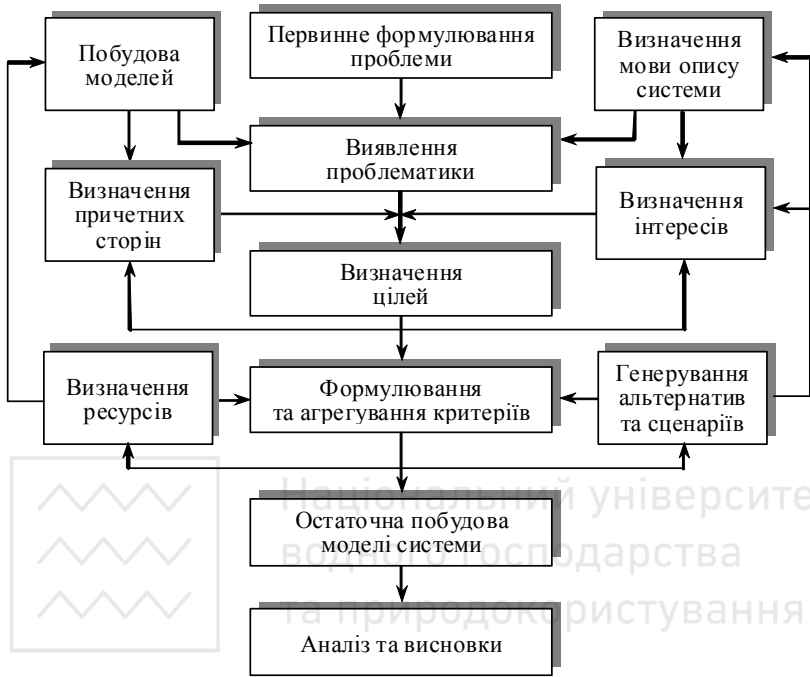 Побудова
моделей
Первинне формулювання
проблеми
Визначення
мови опису
системи
Виявлення
проблематики
Визначення
причетних
сторін
Визначення
інтересів
Визначення
цілей
Визначення
ресурсів
Формулювання
та агрегування критеріїв
Генерування
альтернатив
та сценаріїв
Остаточна побудова
моделі системи
Аналіз та висновки
Національний університе
водного господарства
та природокористування